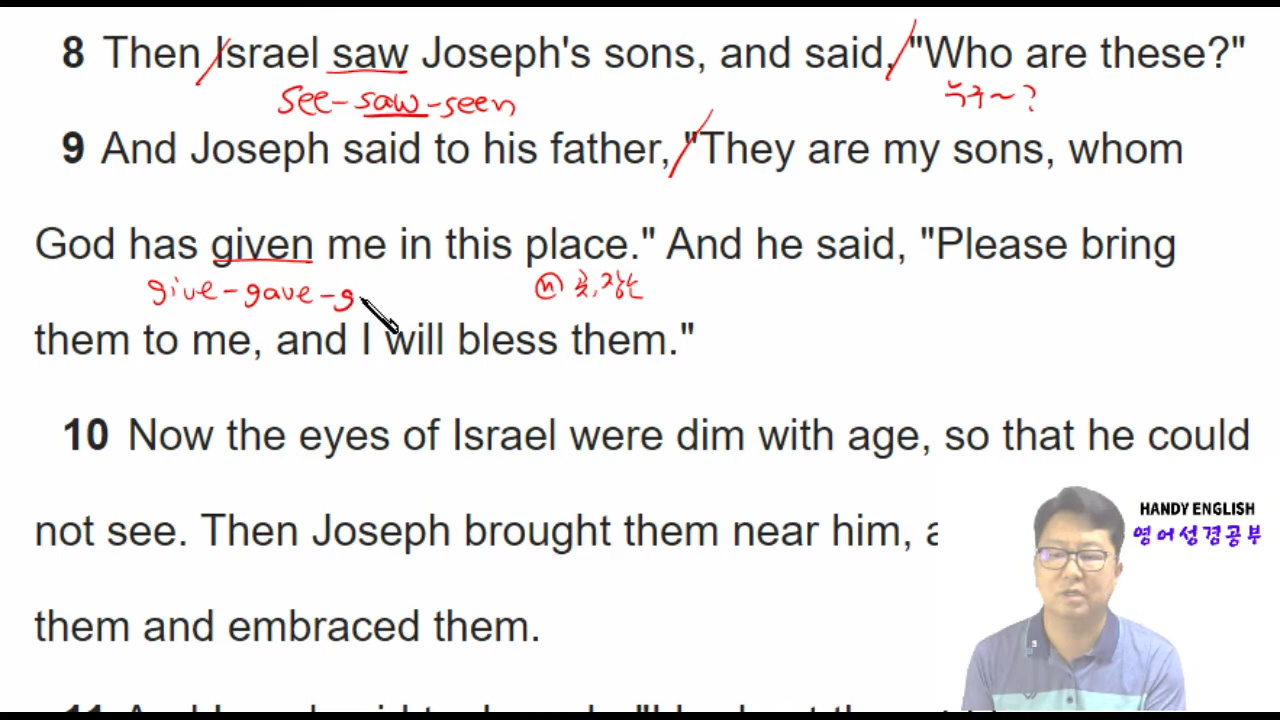 8 Then Israel saw Joseph's sons, and said, "Who are these?"
see-saw-seen 누구~?
9 And Joseph said to his father, "They are my sons, whom
God has given me in this place." And he said, "Please bring
give-gave-g ⓝ 곳, 장소
them to me, and I will bless them."
10 Now the eyes of Israel were dim with age, so that he could
HANDY ENGLISH
영어성경공부
not see. Then Joseph brought them near him, a
them and embraced them.